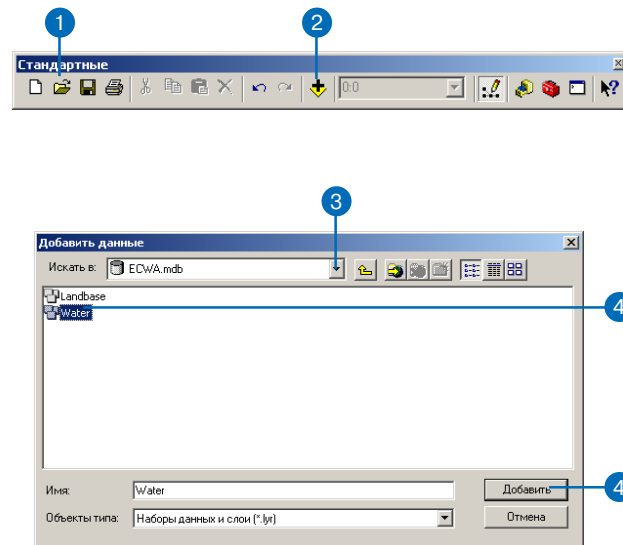 1 2
Стандартные
0:0
3
Добавить данные
Искать в: ECWA.mdb
Landbase
Water 4
Имя: Water Добавить 4
Объекты типа: Наборы данных и слои (*.lyr) Отмена